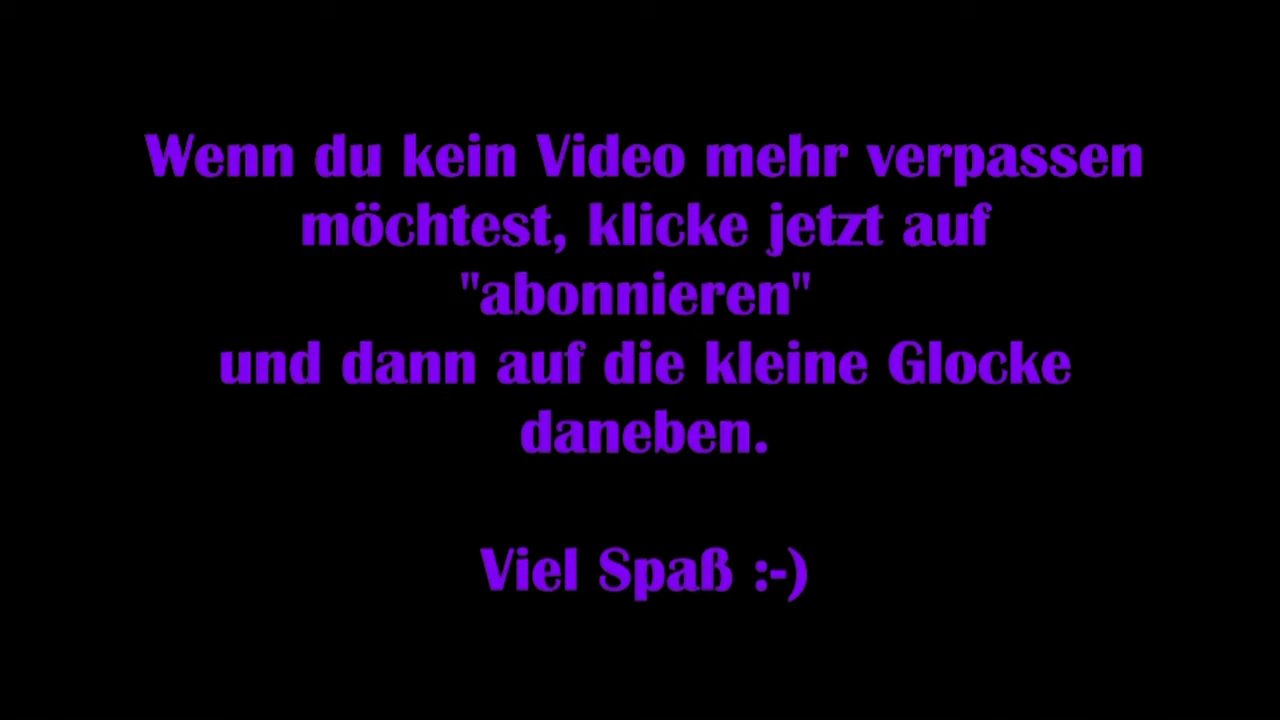 Wenn du kein Video mehr verpassen
möchtest, klicke jetzt auf
"abonnieren"
und dann auf die kleine Glocke
daneben.
Viel Spaß :-)